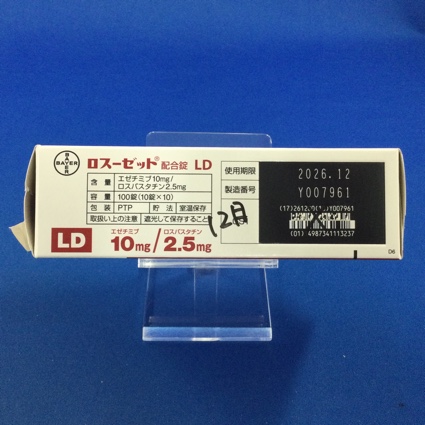 BAYER
BAYER
ロスーゼット® 配合錠 LD
含 量 エゼチミブ10mg/
ロスバスタチン2.5mg
容 量 100錠(10錠×10)
包 装 PTP 貯 法 室温保存
取扱い上の注意 遮光して保存すること
12日
LD
エゼチミブ ロスバスタチン
10mg/2.5mg
使用期限 2026.12
製造番号 Y007961
(01) 4987341113237
D6